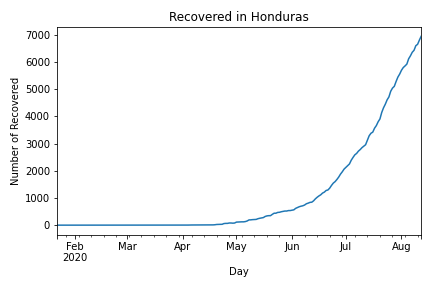 Recovered in Honduras
7000
6000
5000
4000
3000
2000
1000
0
Number of Recovered
Feb Mar Apr May Jun Jul Aug
2020
Day